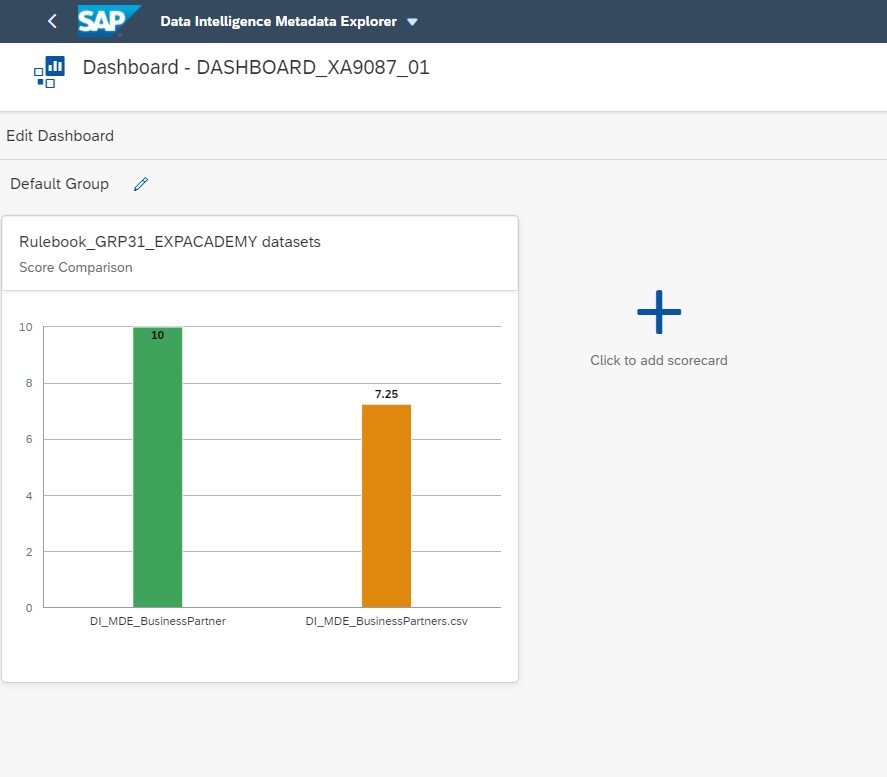 SAP
Data Intelligence Metadata Explorer
Dashboard - DASHBOARD_XA9087_01
Edit Dashboard
Default Group
Rulebook_GRP31_EXPACADEMY datasets
Score Comparison
10
8
6
4
2
0
10
7.25
DI_MDE_BusinessPartner
DI_MDE_BusinessPartners.csv
Click to add scorecard